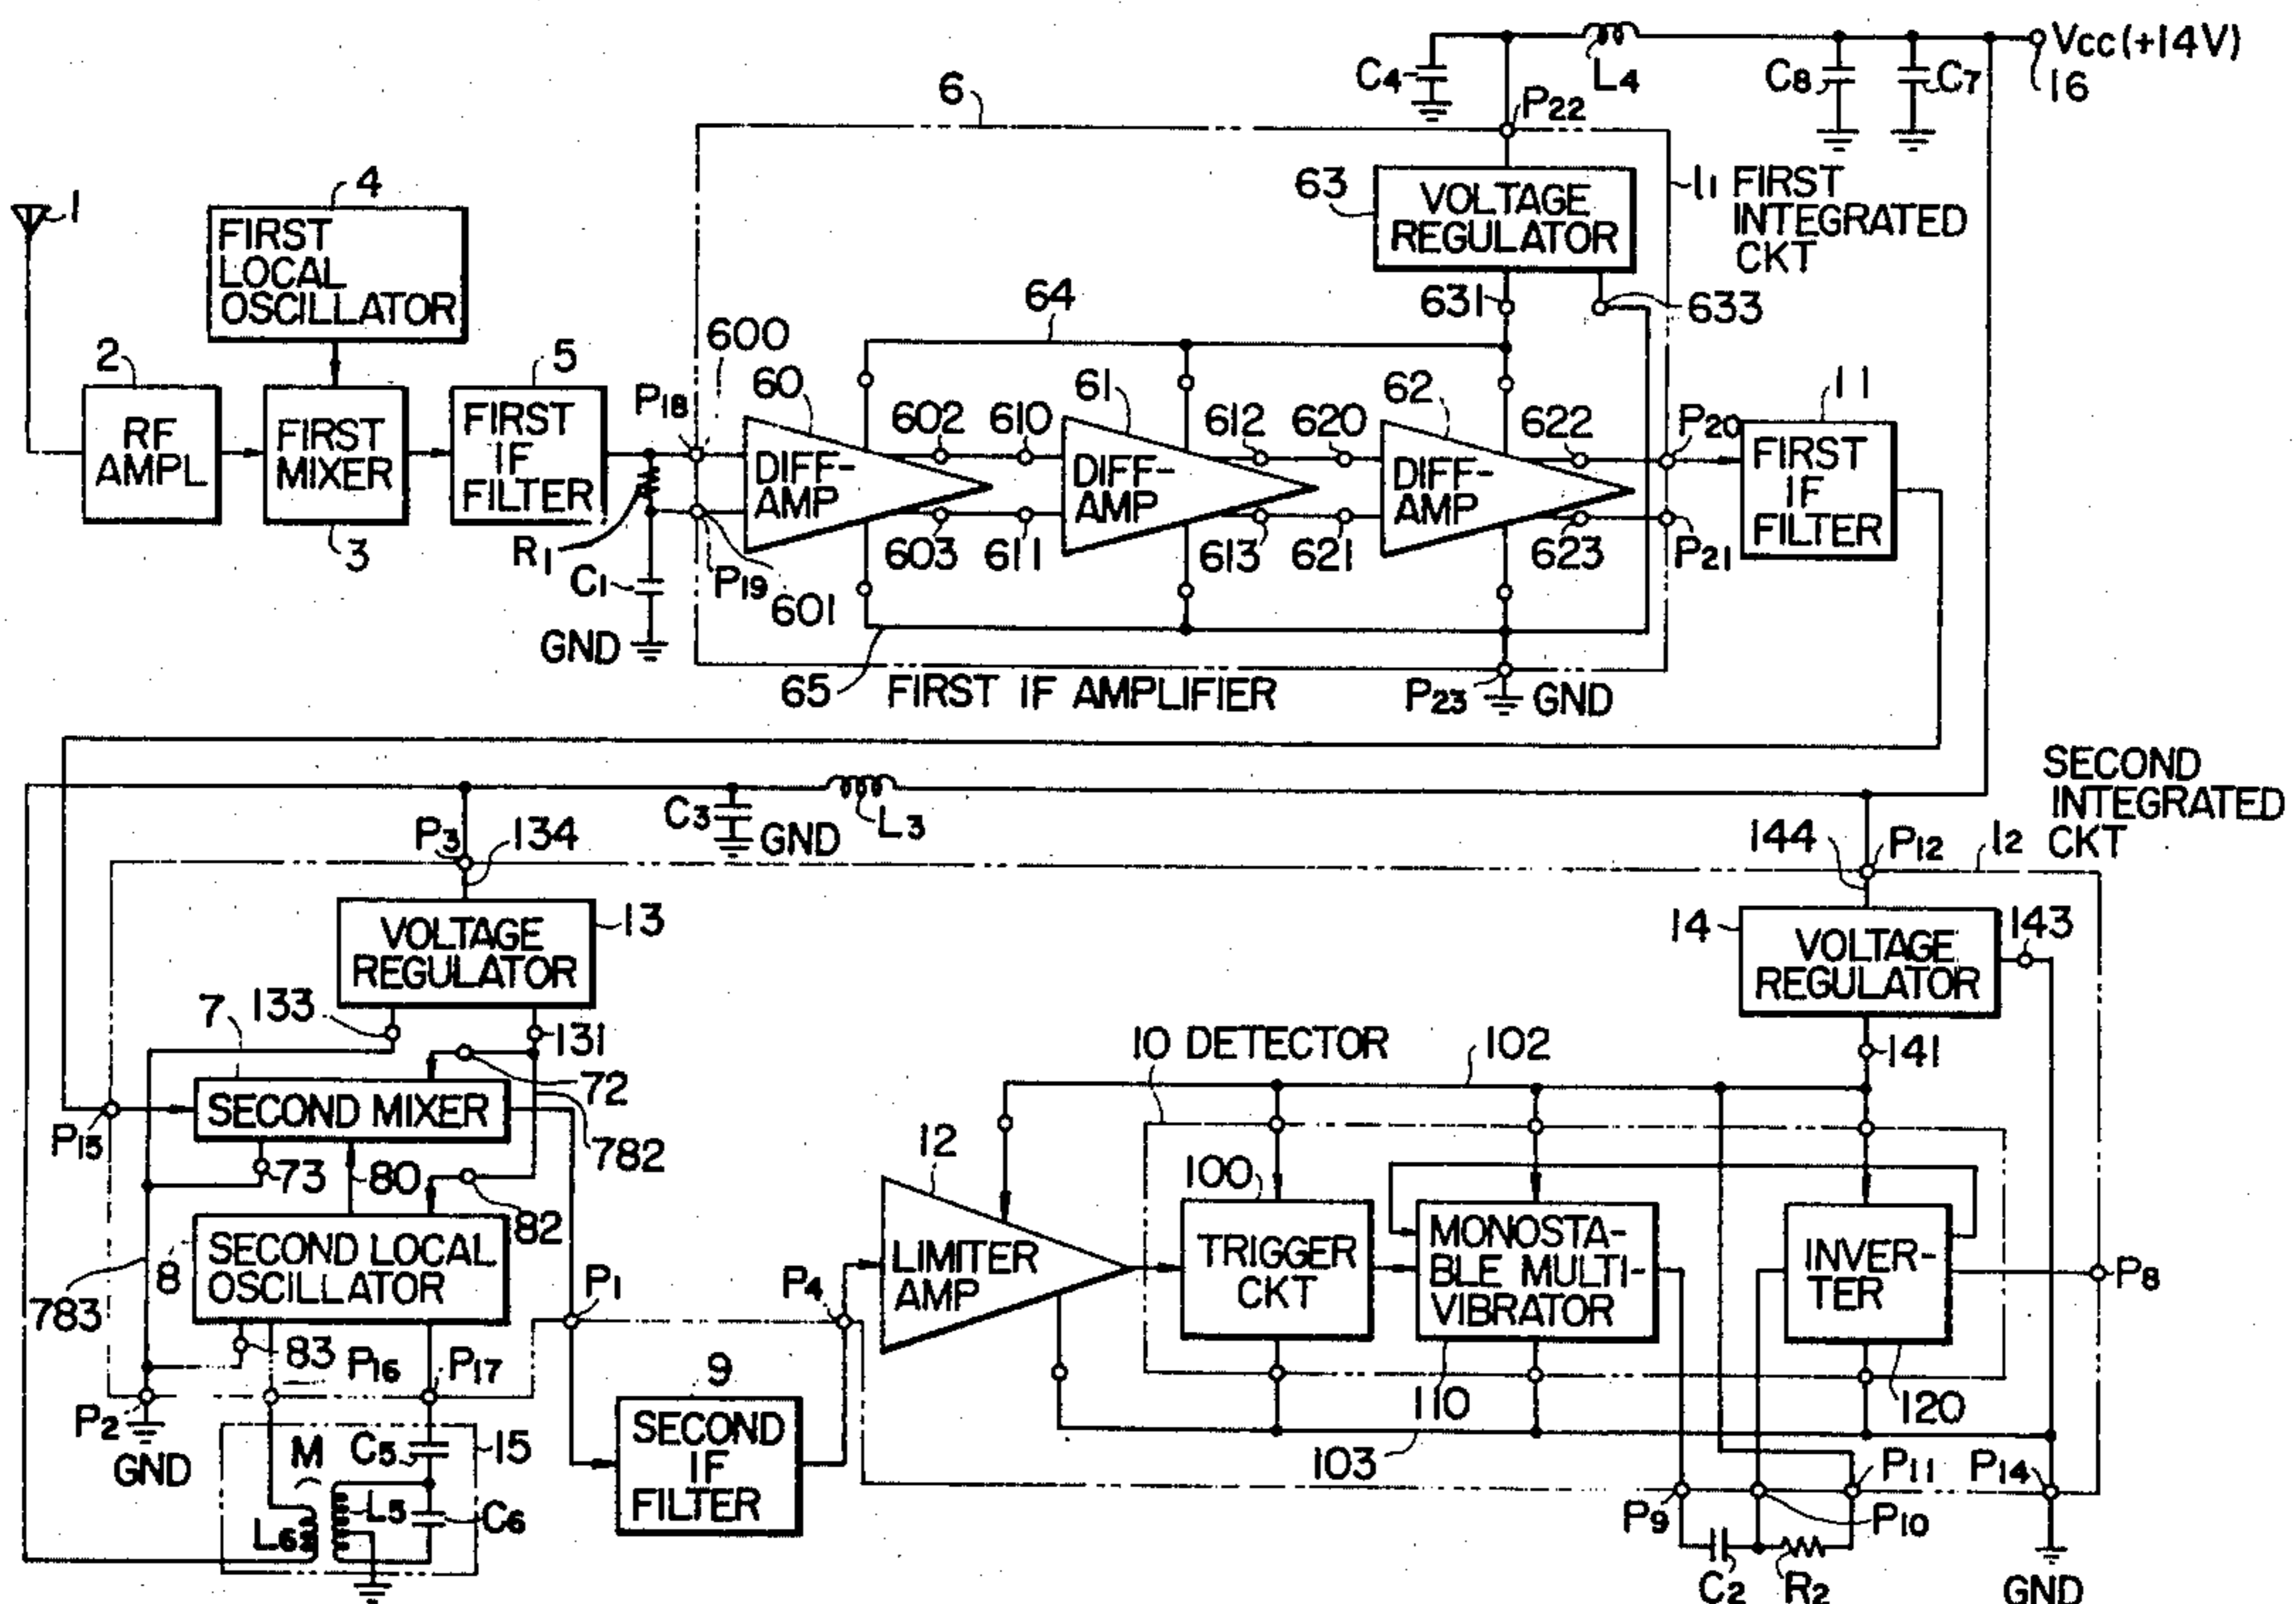 Vcc(+14V)
16
C4
L4
C8
C7
P22
6
63
VOLTAGE
REGULATOR
l1 FIRST
INTEGRATED
CKT
631
633
1
4
FIRST
LOCAL
OSCILLATOR
2
RF
AMPL
FIRST
MIXER
3
5
FIRST
IF
FILTER
R1
C1
GND
P18
600
P19
601
64
60
DIFF-
AMP
602
610
603
611
61
DIFF-
AMP
612
620
613
621
62
DIFF-
AMP
622
623
P20
P21
11
FIRST
IF
FILTER
65
FIRST IF AMPLIFIER
P23
GND
SECOND
INTEGRATED
CKT
C3
GND
L3
P3
134
144
P12
l2
VOLTAGE
REGULATOR
13
14
VOLTAGE
REGULATOR
143
7
133
131
72
141
10 DETECTOR
102
SECOND MIXER
P15
782
73
80
82
8
SECOND LOCAL
OSCILLATOR
783
83
P16
P17
P1
P4
12
LIMITER
AMP
100
TRIGGER
CKT
MONOSTA-
BLE MULTI-
VIBRATOR
110
INVER-
TER
120
P8
P2
GND
M
C5
15
L6
L5
C6
9
SECOND
IF
FILTER
103
P9
P10
P11
P14
C2
R2
GND